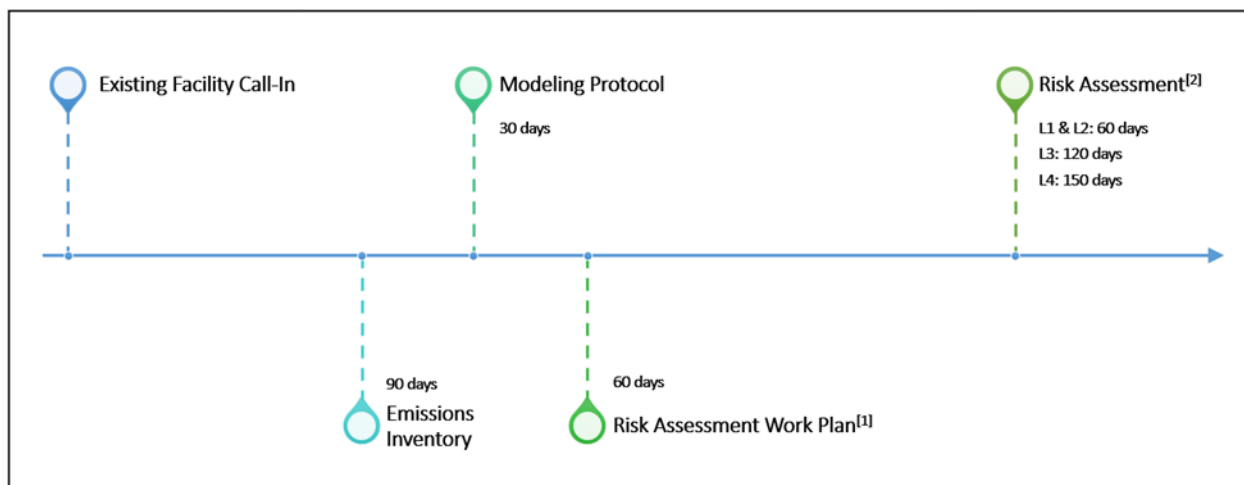 Existing Facility Call-In
Modeling Protocol
30 days
Risk Assessment[2]
L1 & L2: 60 days
L3: 120 days
L4: 150 days
90 days
Emissions
Inventory
60 days
Risk Assessment Work Plan[1]